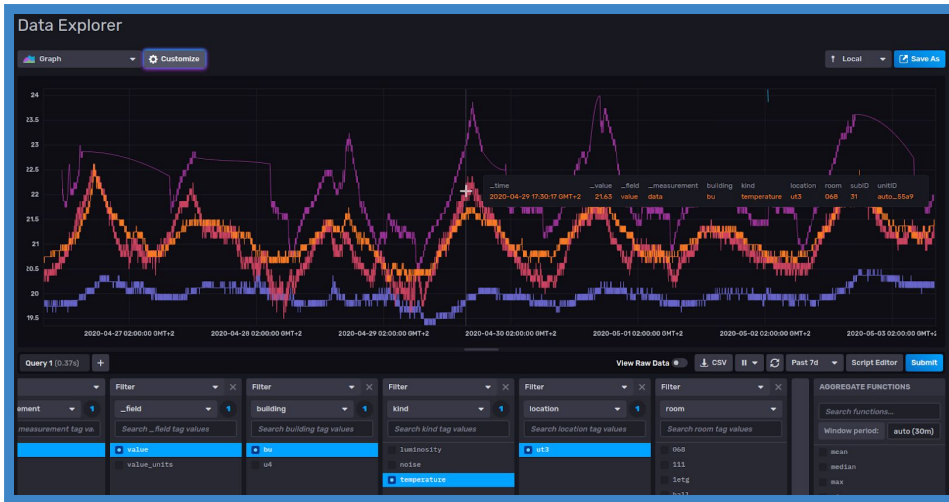 Data Explorer
Graph
Customize
Local
Save As
24
23.5
23
22.5
22
21.5
21
20.5
20
19.5
_time _value _field _measurement building kind location room subID unitID
2020-04-29 17:30:17 GMT+2 21.63 value data bu temperature ut3 068 31 auto_55a9
2020-04-27 02:00:00 GMT+2 2020-04-28 02:00:00 GMT+2 2020-04-29 02:00:00 GMT+2 2020-04-30 02:00:00 GMT+2 2020-05-01 02:00:00 GMT+2 2020-05-02 02:00:00 GMT+2 2020-05-03 02:00:00 GMT+2
Query 1 (0.37s) + View Raw Data CSV Past 7d Script Editor Submit
Filter Filter Filter Filter Filter AGGREGATE FUNCTIONS
ement 1 _field 1 building 1 kind 1 location 1 room
Search functions...
measurement tag va. Search _field tag values Search building tag values Search kind tag values Search location tag values Search room tag values
Window period: auto (30m)
value bu luminosity ut3 068
value_units u4 noise 111
temperature letg
mean
median
max